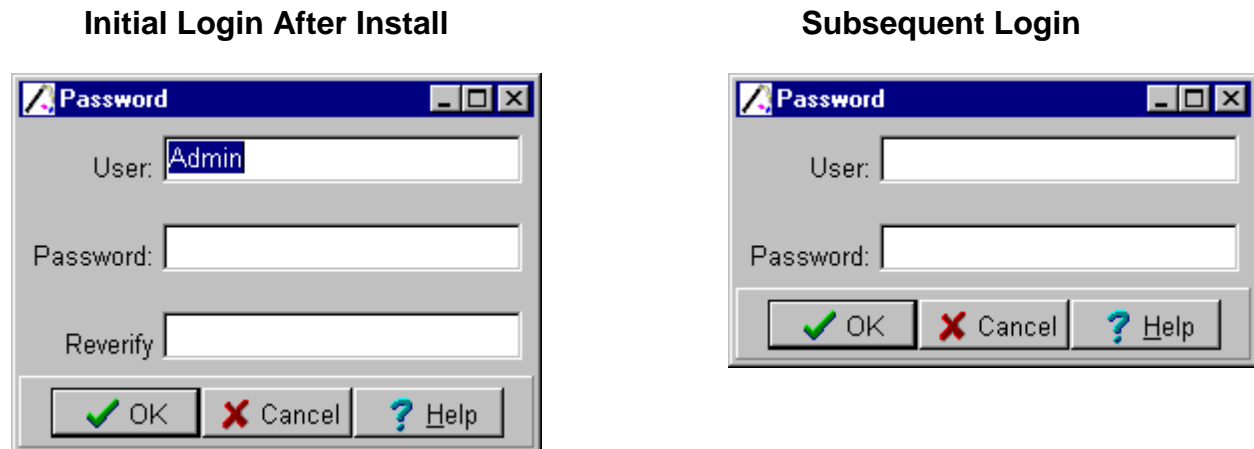 Initial Login After Install
Password
User: Admin
Password:
Reverify
OK Cancel ? Help
Subsequent Login
Password
User:
Password:
OK Cancel ? Help